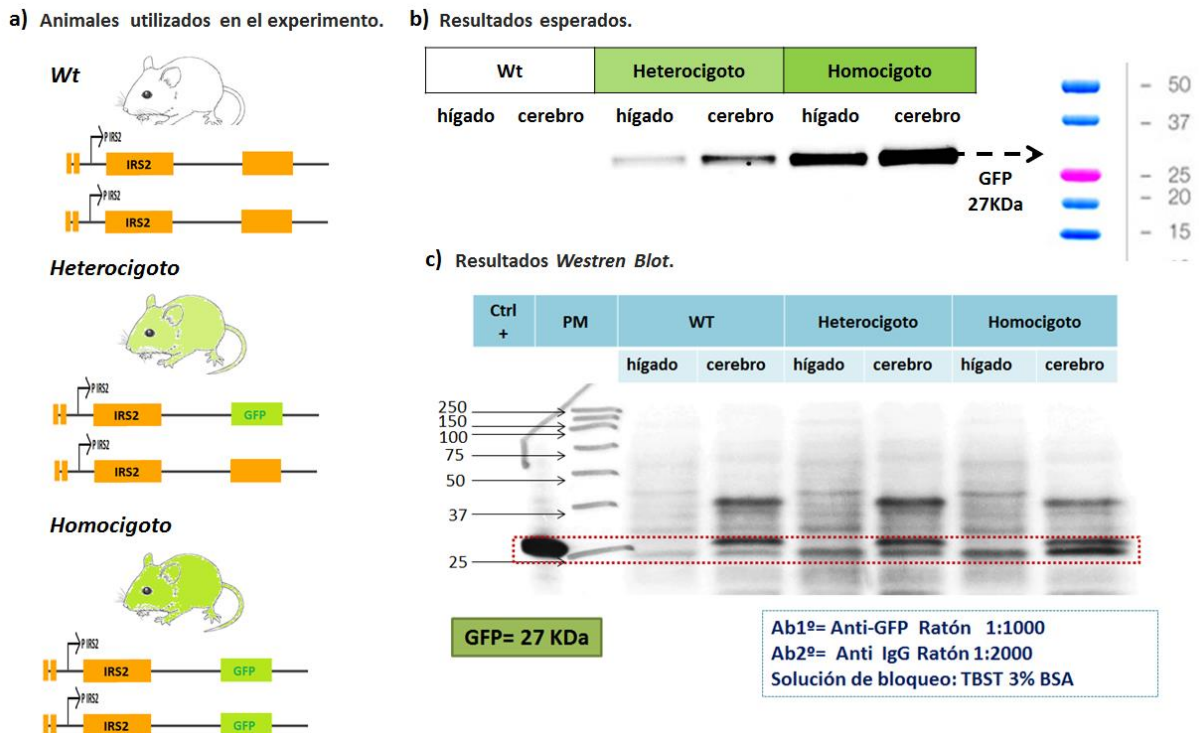 a) Animales utilizados en el experimento.
Wt
P IRS2
IRS2
P IRS2
IRS2
Heterocigoto
P IRS2
IRS2
GFP
P IRS2
IRS2
Homocigoto
P IRS2
IRS2
GFP
P IRS2
IRS2
GFP
b) Resultados esperados.
Wt Heterocigoto Homocigoto
hígado cerebro hígado cerebro hígado cerebro
GFP
27KDa
- 50
- 37
- 25
- 20
- 15
c) Resultados Westren Blot.
Ctrl + PM WT Heterocigoto Homocigoto
hígado cerebro hígado cerebro hígado cerebro
250
150
100
75
50
37
25
GFP= 27 KDa
Ab1º= Anti-GFP Ratón 1:1000
Ab2º= Anti IgG Ratón 1:2000
Solución de bloqueo: TBST 3% BSA